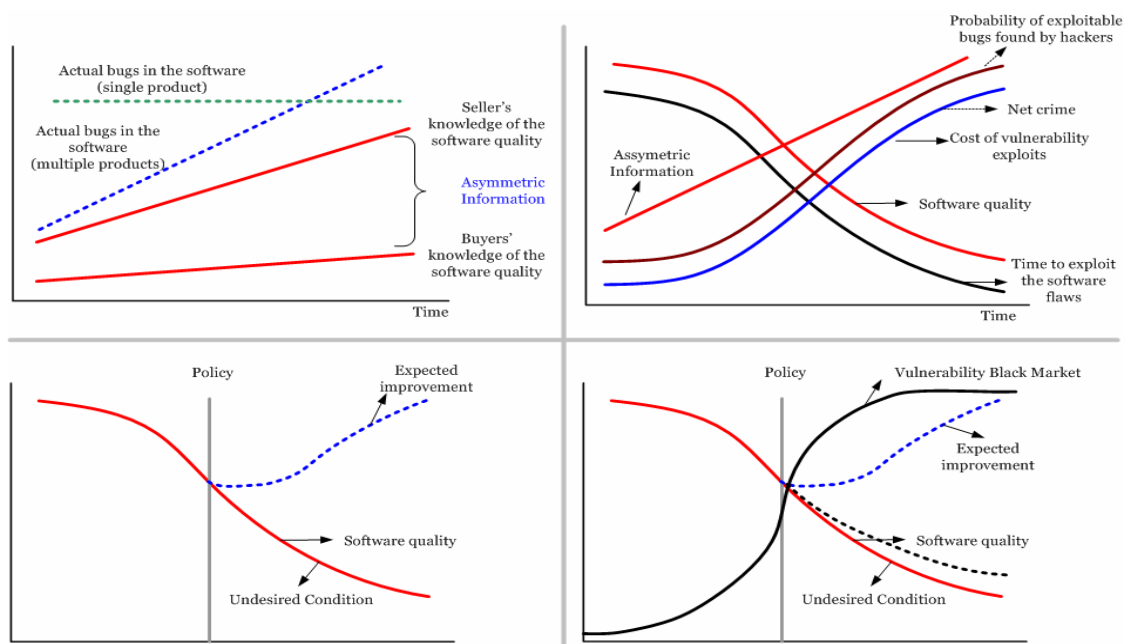 Actual bugs in the software
(single product)
Actual bugs in the
software
(multiple products)
Seller's
knowledge of the
software quality
Asymmetric
Information
Buyers'
knowledge of the
software quality
Time
Probability of exploitable
bugs found by hackers
Net crime
Cost of vulnerability
exploits
Assymetric
Information
Software quality
Time to exploit
the software
flaws
Time
Policy
Expected
improvement
Software quality
Undesired Condition
Policy
Vulnerability Black Market
Expected
improvement
Software quality
Undesired Condition